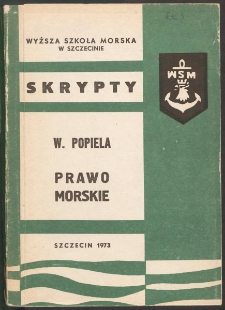 WYŻSZA SZKOŁA MORSKA
W SZCZECINIE
SKRYPTY
WSM
W. POPIELA
PRAWO
MORSKIE
SZCZECIN 1973